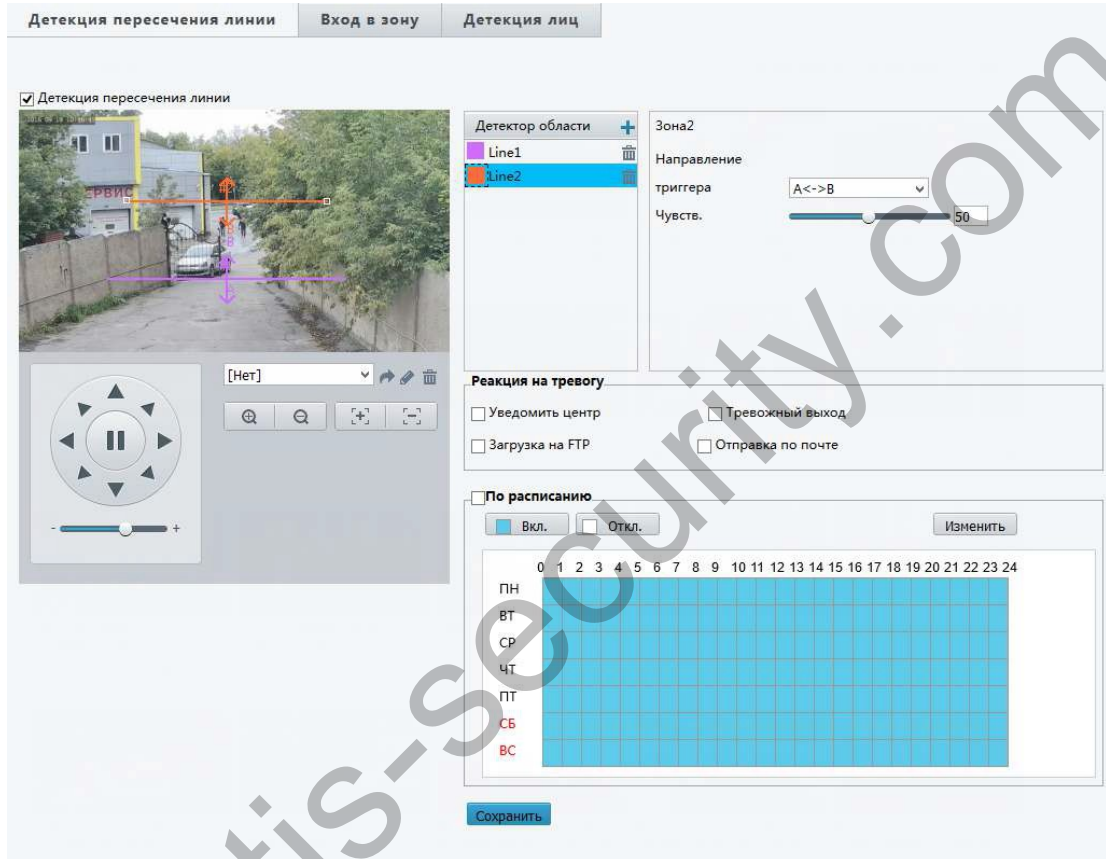 Детекция пересечения линии
Вход в зону
Детекция лиц
Детекция пересечения линии
РВИС
Детектор области
Line1
Line2
Зона2
Направление
триггера
A<->B
Чувств.
50
[Нет]
- +
Реакция на тревогу
Уведомить центр
Тревожный выход
Загрузка на FTP
Отправка по почте
По расписанию
Вкл.
Откл.
Изменить
0 1 2 3 4 5 6 7 8 9 10 11 12 13 14 15 16 17 18 19 20 21 22 23 24
ПН
ВТ
СР
ЧТ
ПТ
СБ
ВС
Сохранить
tis-security.com